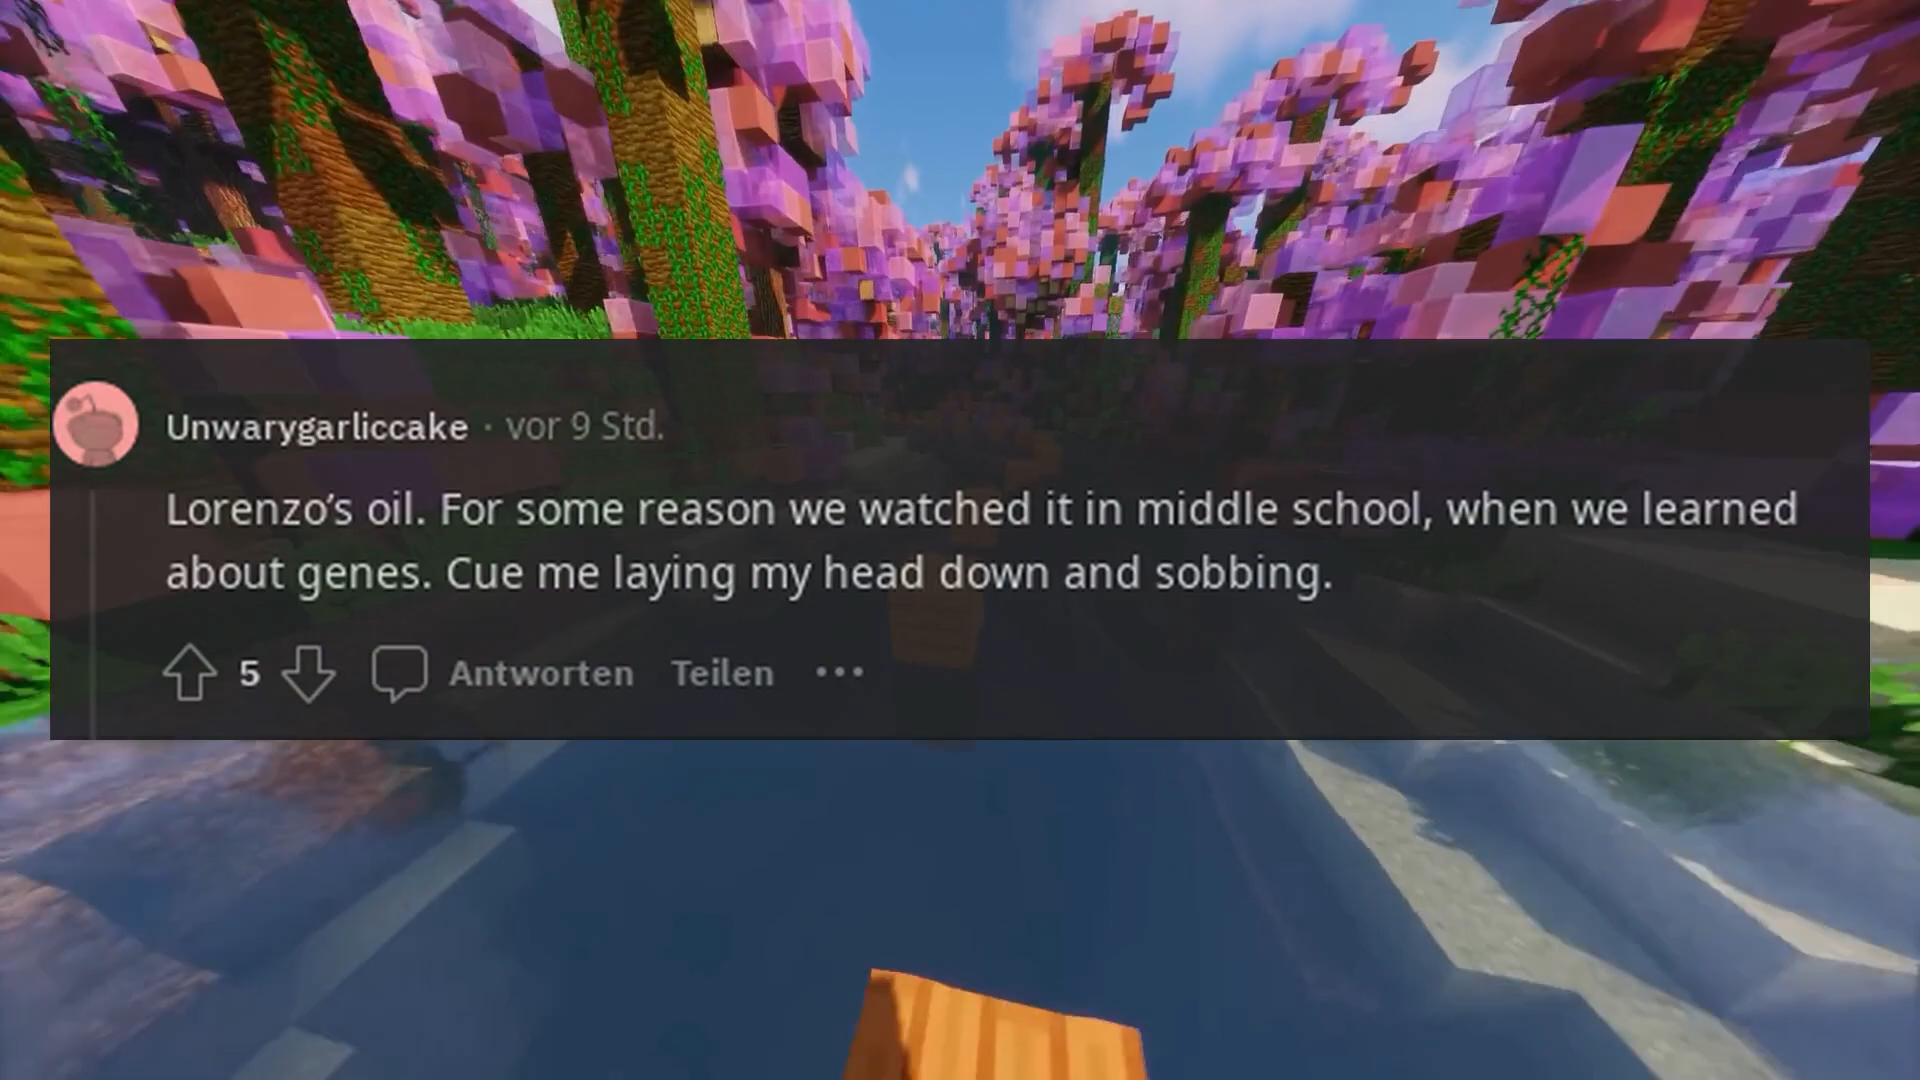 Unwarygarliccake · vor 9 Std.
Lorenzo’s oil. For some reason we watched it in middle school, when we learned
about genes. Cue me laying my head down and sobbing.
5 Antworten Teilen •••